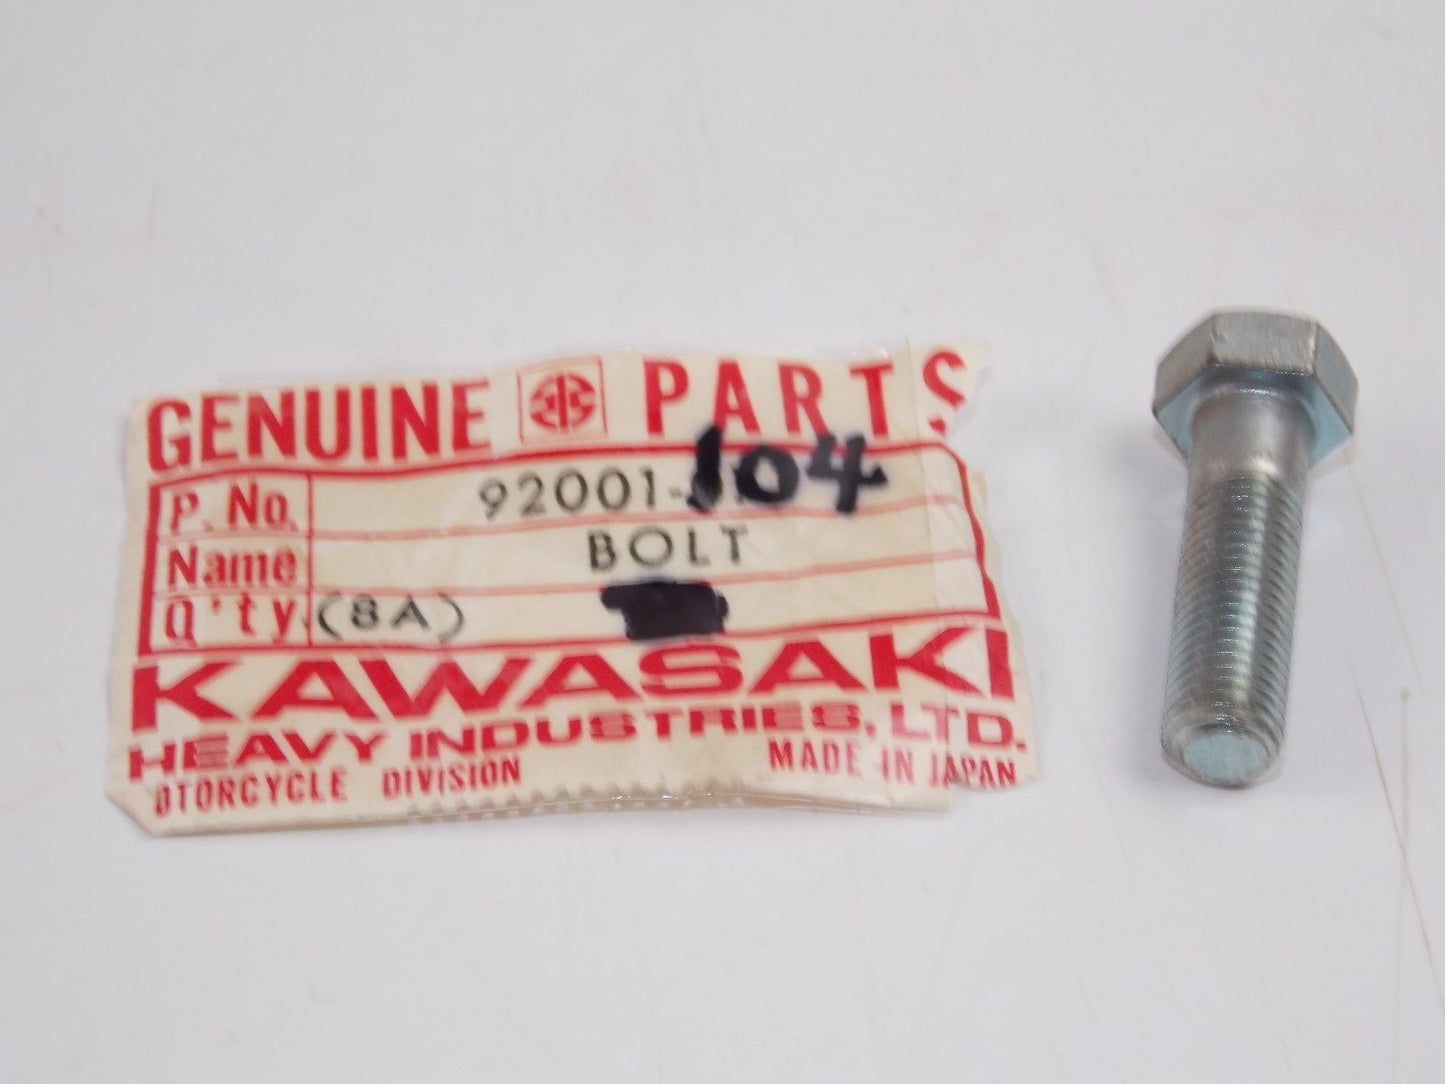 GENUINE PARTS
P. No. 92001-104
Name BOLT
Q'ty (8A)
KAWASAKI
HEAVY INDUSTRIES, LTD.
OTORCYCLE DIVISION MADE IN JAPAN